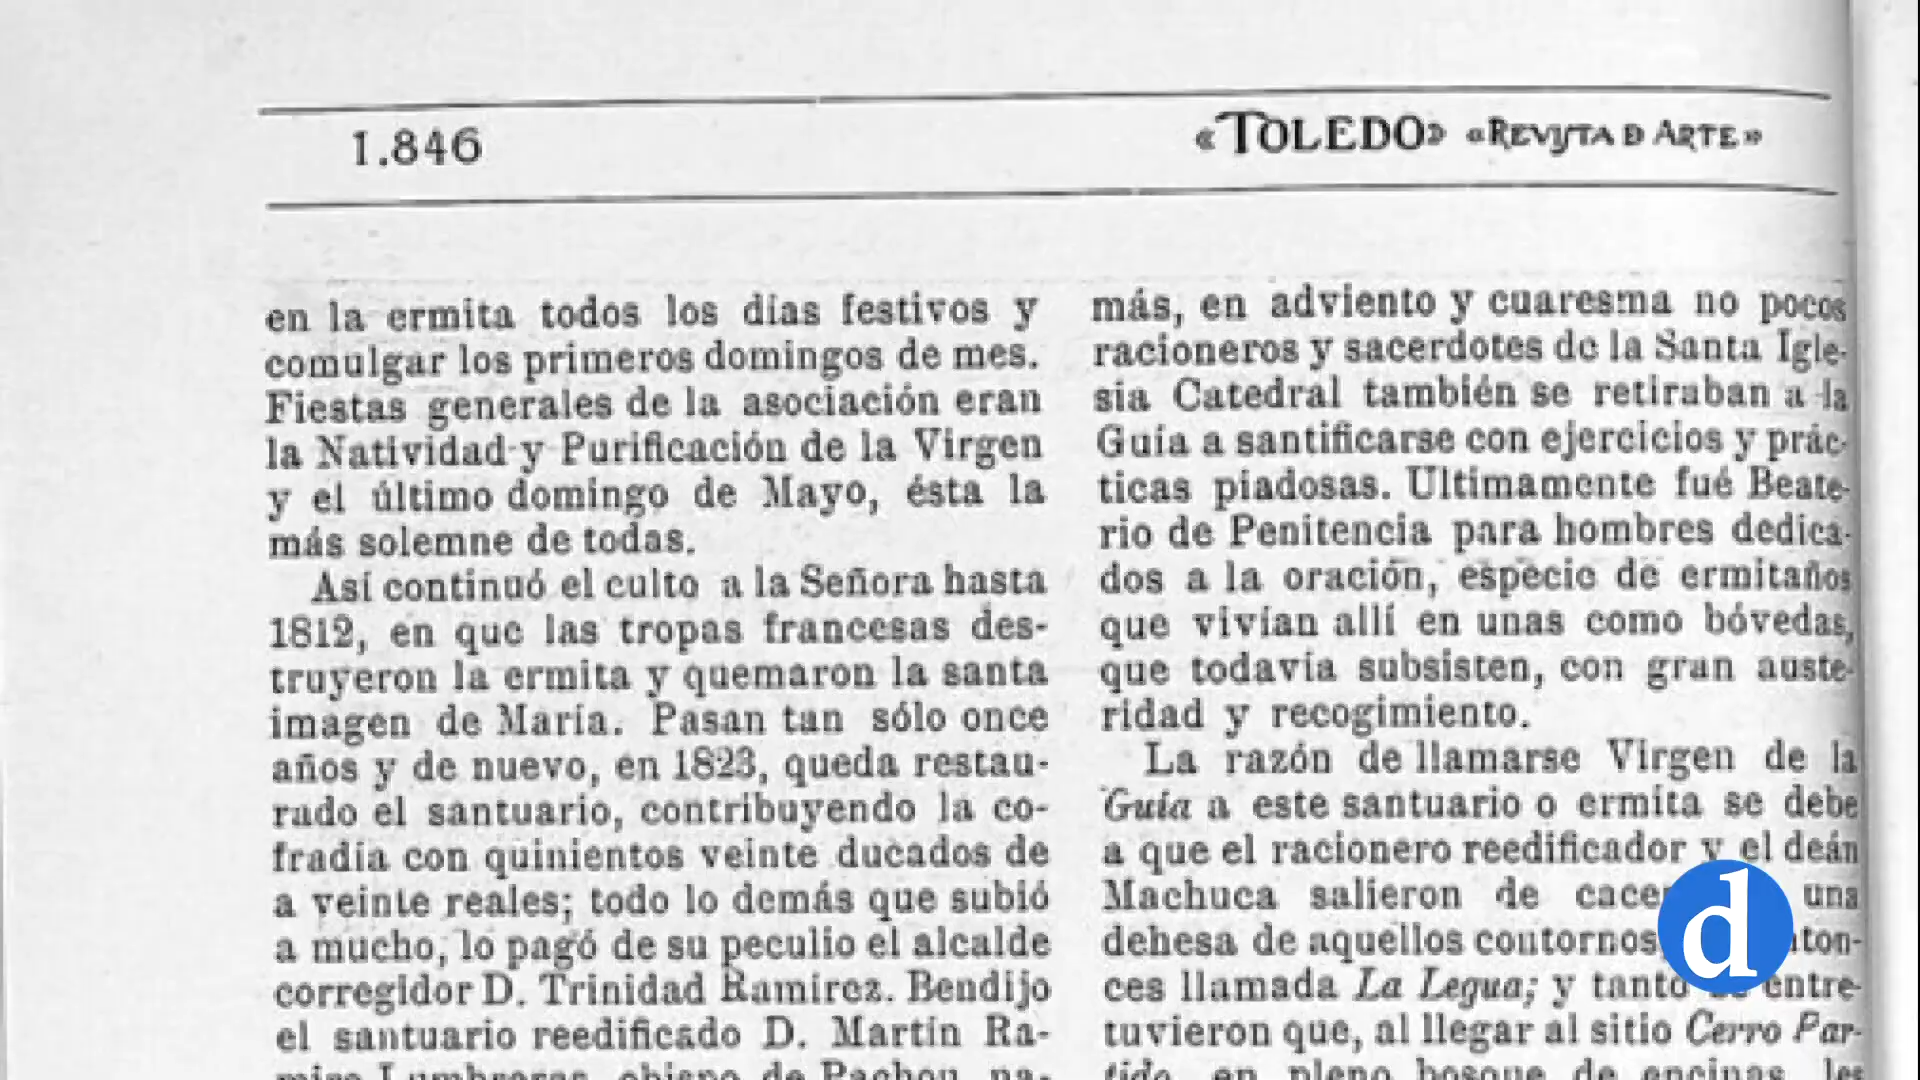 1.846
«TOLEDO» «REVISTA D ARTE»
en la ermita todos los días festivos y
comulgar los primeros domingos de mes.
Fiestas generales de la asociación eran
la Natividad y Purificación de la Virgen
y el último domingo de Mayo, ésta la
más solemne de todas.
Así continuó el culto a la Señora hasta
1812, en que las tropas francesas des-
truyeron la ermita y quemaron la santa
imagen de María. Pasan tan sólo once
años y de nuevo, en 1823, queda restau-
rado el santuario, contribuyendo la co-
fradía con quinientos veinte ducados de
a veinte reales; todo lo demás que subió
a mucho, lo pagó de su peculio el alcalde
corregidor D. Trinidad Ramírez. Bendijo
el santuario reedificado D. Martín Ra-
obispo de
más, en adviento y cuaresma no pocos
racioneros y sacerdotes de la Santa Igle-
sia Catedral también se retiraban a la
Guía a santificarse con ejercicios y prác-
ticas piadosas. Ultimamente fué Beate-
rio de Penitencia para hombres dedica-
dos a la oración, especie de ermitaños
que vivían allí en unas como bóvedas,
que todavía subsisten, con gran auste-
ridad y recogimiento.
La razón de llamarse Virgen de la
Guía a este santuario o ermita se debe
a que el racionero reedificador y el deán
Machuca salieron de una
dehesa de aquellos contornos
ces llamada La Legua; y tanto se entre-
tuvieron que, al llegar al sitio Cerro Par-
tido, en pleno bosque de encinas, les
d